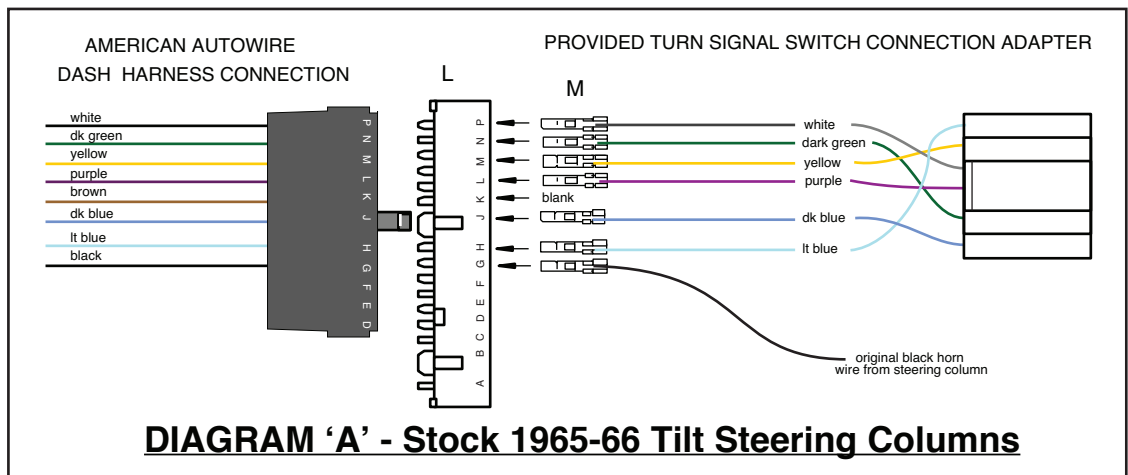 AMERICAN AUTOWIRE
DASH HARNESS CONNECTION
PROVIDED TURN SIGNAL SWITCH CONNECTION ADAPTER
L
M
white
dk green
yellow
purple
brown
dk blue
lt blue
black
P
N
M
L
K
J
H
G
F
E
D
P
N
M
L
K
J
H
G
F
E
D
C
B
A
blank
white
dark green
yellow
purple
dk blue
lt blue
original black horn
wire from steering column
DIAGRAM ‘A’ - Stock 1965-66 Tilt Steering Columns